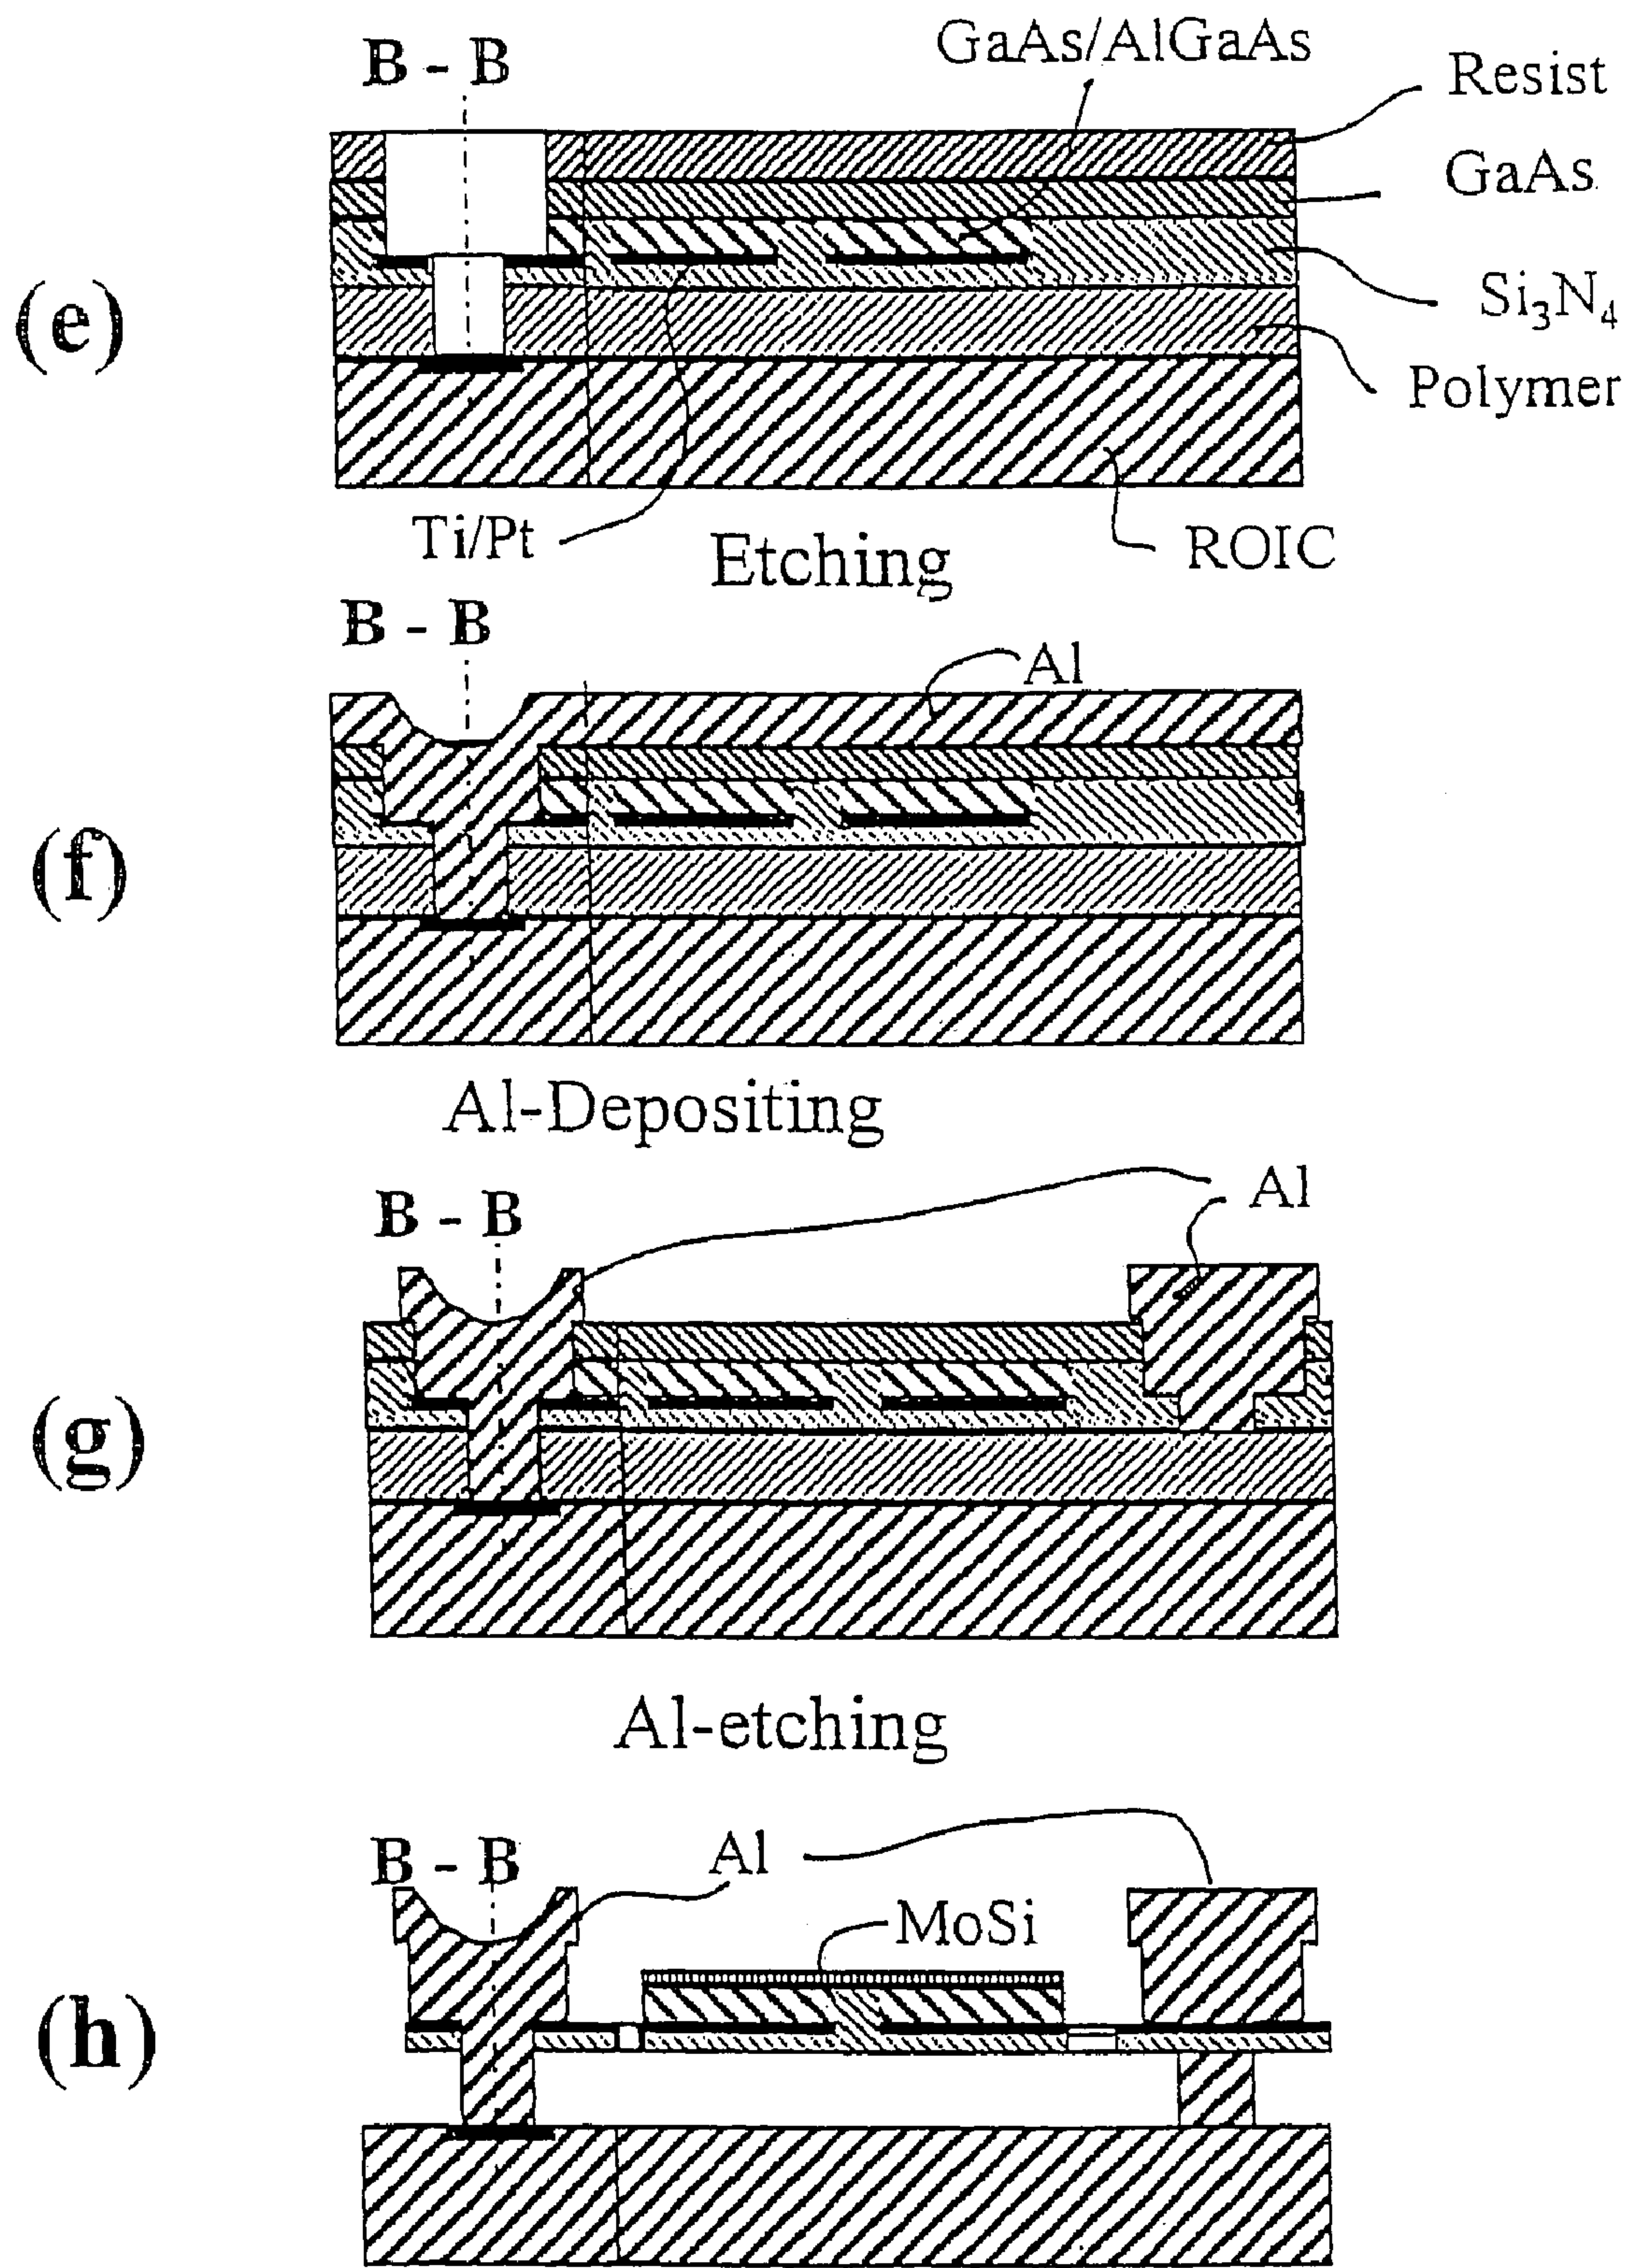 B - B
GaAs/AlGaAs
Resist
GaAs
(e)
Si₃N₄
Polymer
Ti/Pt
ROIC
Etching
B - B
Al
(f)
Al-Depositing
Al
B - B
(g)
Al-etching
B - B
Al
MoSi
(h)